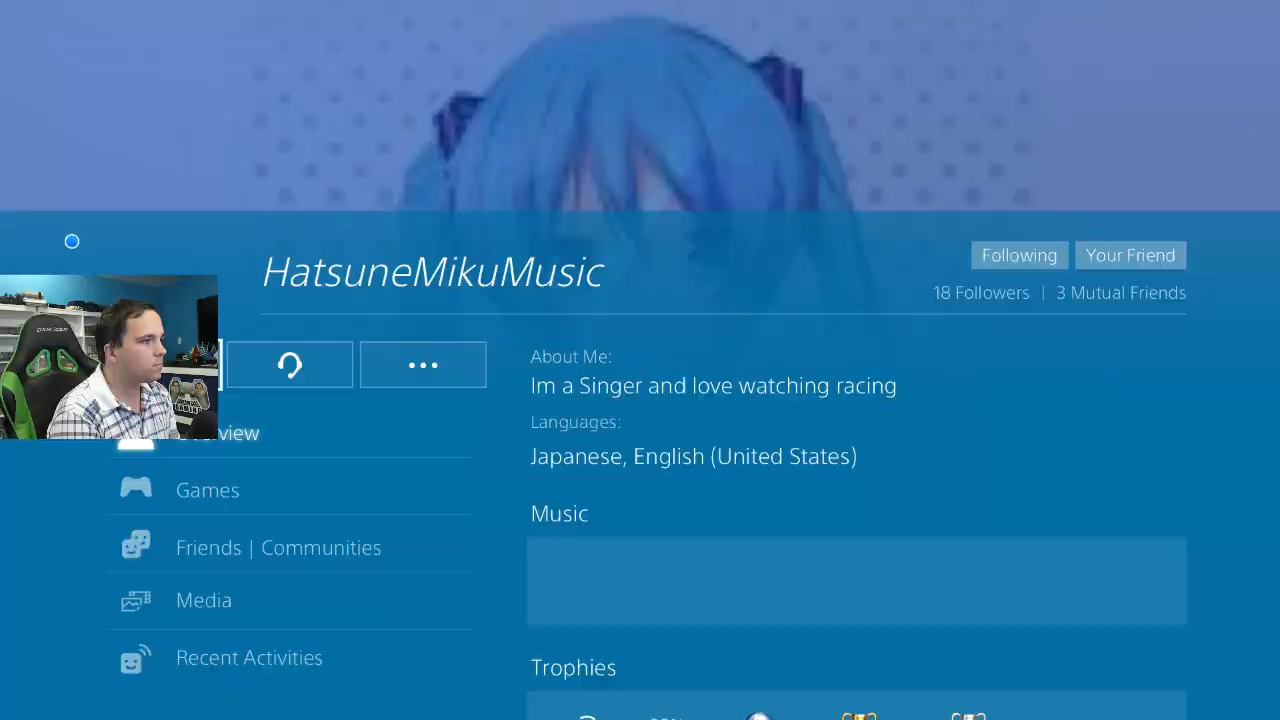 HatsuneMikuMusic
Following
Your Friend
18 Followers | 3 Mutual Friends
About Me:
Im a Singer and love watching racing
Languages:
Japanese, English (United States)
Music
Trophies
Games
Friends | Communities
Media
Recent Activities